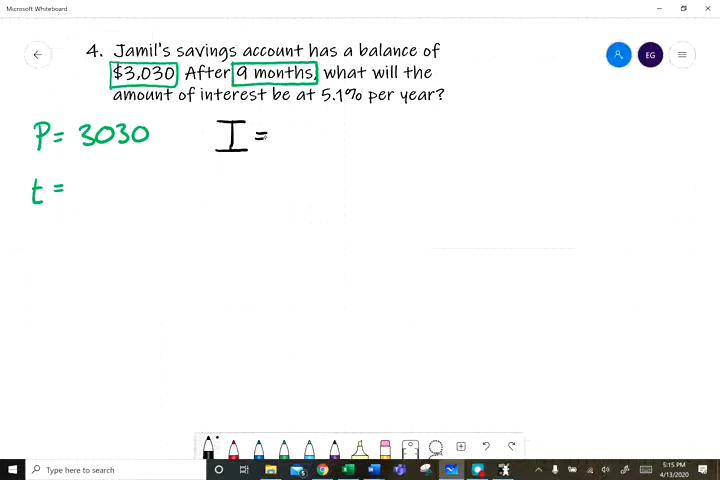 Microsoft Whiteboard
4. Jamil's savings account has a balance of
$3,030 After 9 months, what will the
amount of interest be at 5.1% per year?
EG
P = 3030
I =
t =
Type here to search
5:15 PM
4/13/2020